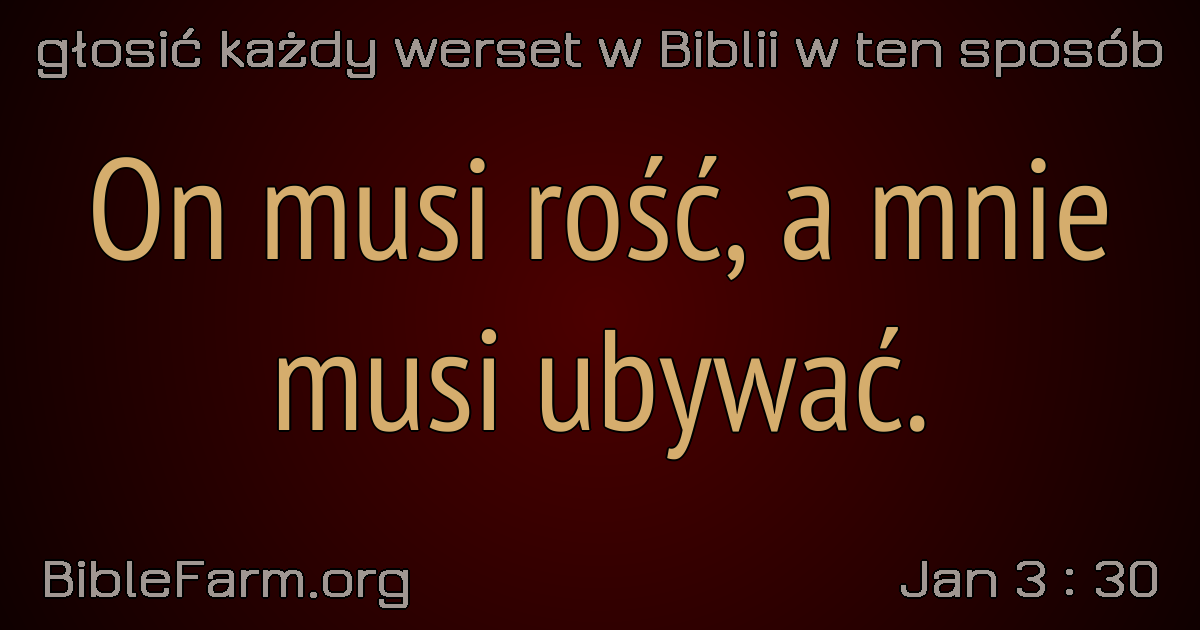 głosić każdy werset w Biblii w ten sposób
On musi rość, a mnie
musi ubywać.
BibleFarm.org
Jan 3 : 30